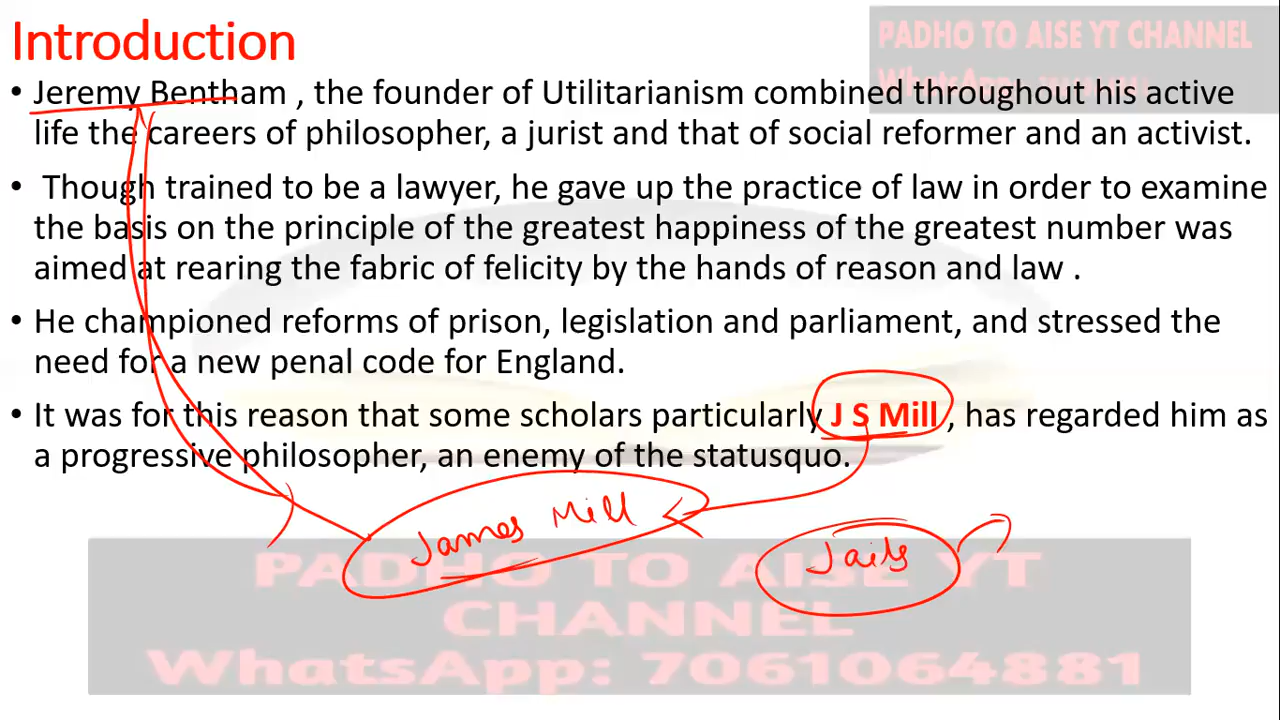 Introduction
PADHO TO AISE YT CHANNEL
• Jeremy Bentham , the founder of Utilitarianism combined throughout his active
life the careers of philosopher, a jurist and that of social reformer and an activist.
• Though trained to be a lawyer, he gave up the practice of law in order to examine
the basis on the principle of the greatest happiness of the greatest number was
aimed at rearing the fabric of felicity by the hands of reason and law .
• He championed reforms of prison, legislation and parliament, and stressed the
need for a new penal code for England.
• It was for this reason that some scholars particularly J S Mill , has regarded him as
a progressive philosopher, an enemy of the statusquo.
James Mill
Jails
PADHO TO AISE YT
CHANNEL
WhatsApp: 7061064881